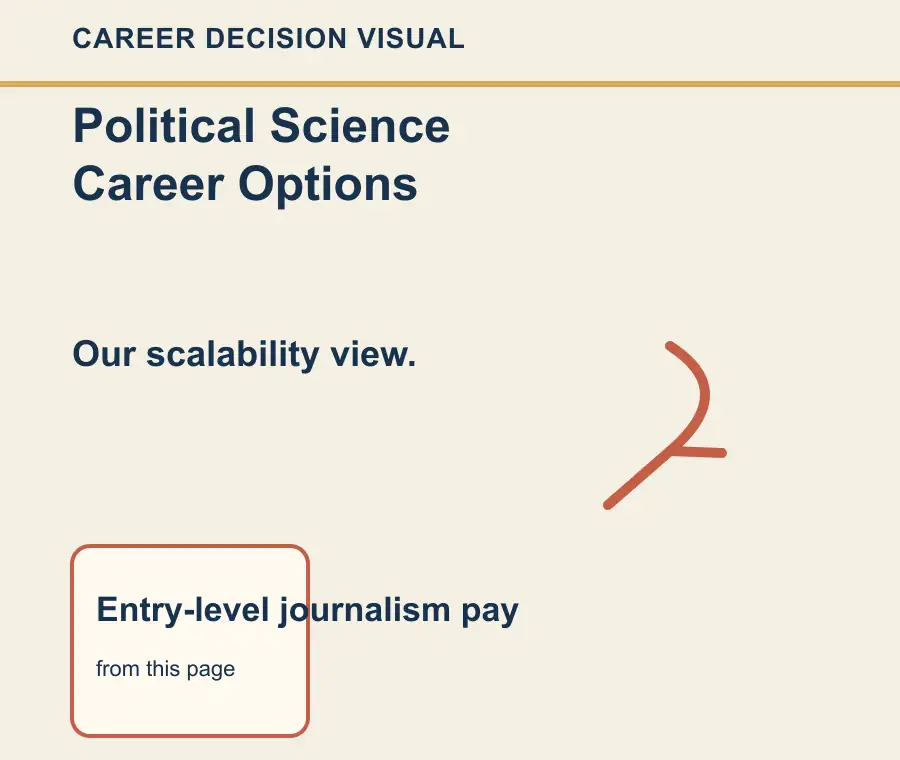 CAREER DECISION VISUAL
Political Science
Career Options
Our scalability view.
Entry-level journalism pay
from this page